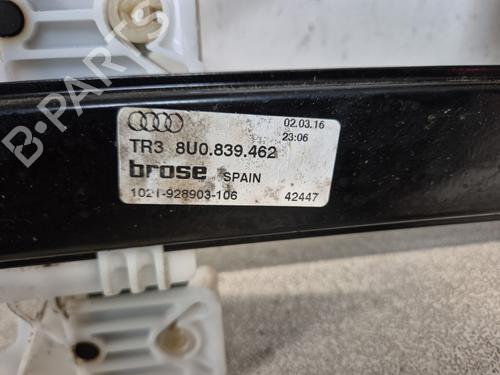 02.03.16
23:06
TR3 8U0.839.462
brose SPAIN
1021-928903-106 42447
B-PARTS